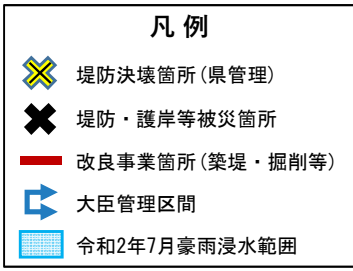 凡例
堤防決壊箇所(県管理)
堤防・護岸等被災箇所
改良事業箇所(築堤・掘削等)
大臣管理区間
令和2年7月豪雨浸水範囲